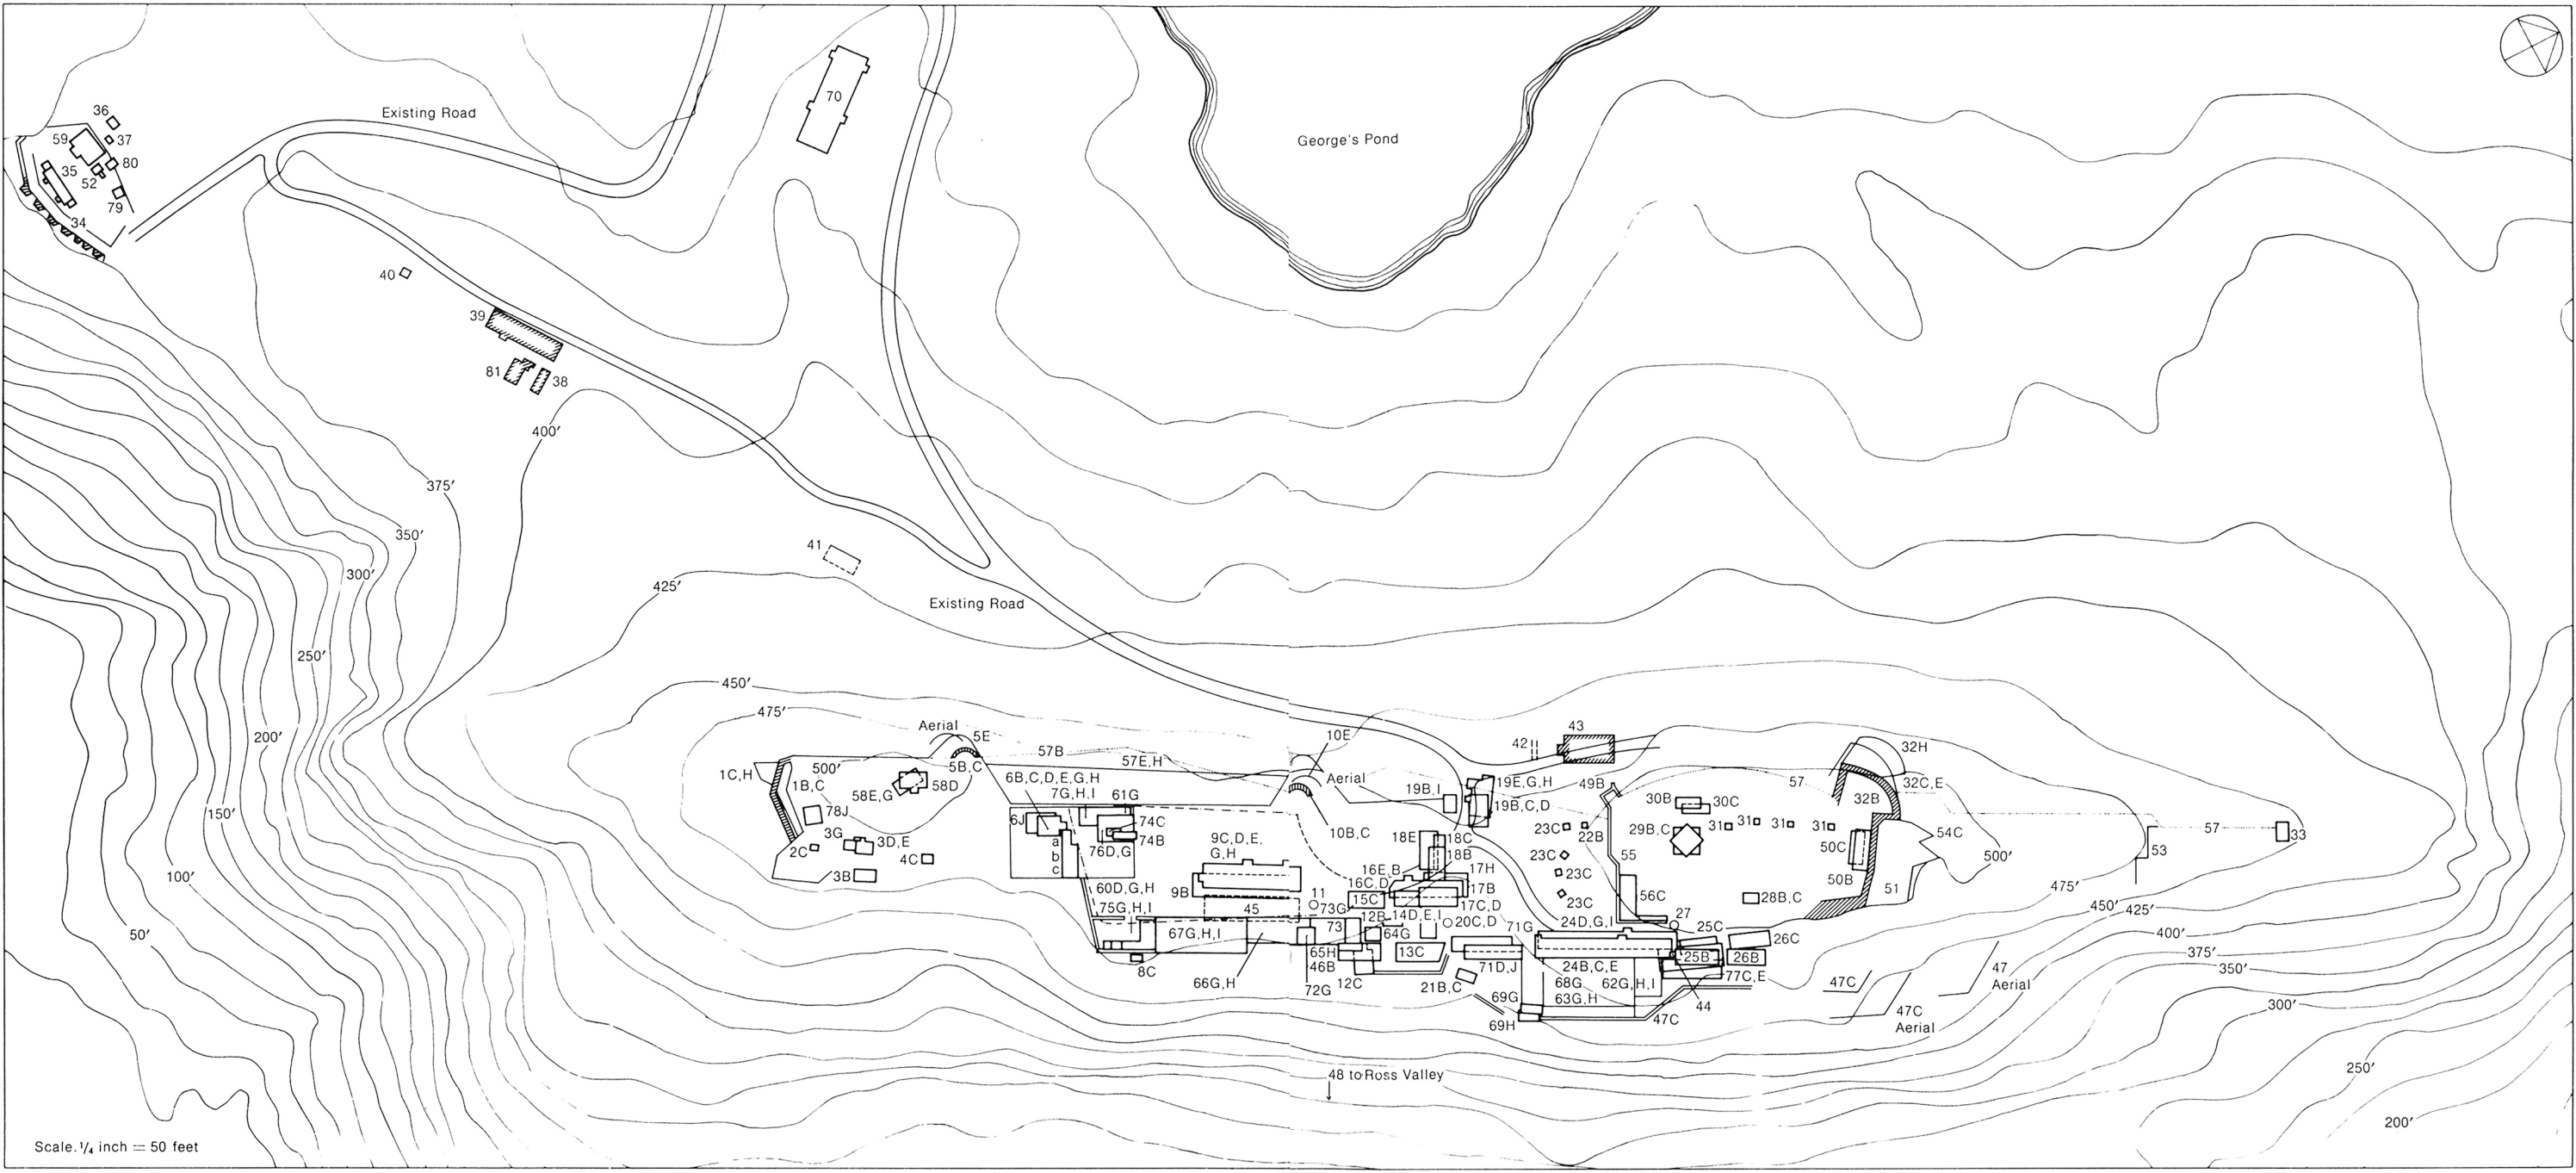 36
59
37
35
80
52
79
34
Existing Road
70
George's Pond
40
39
81
38
400′
375′
350′
300′
250′
200′
150′
100′
50′
41
425′
Existing Road
450′
475′
Aerial
5E
57B
57E,H
10E
Aerial
42
43
32H
1C,H
500′
1B,C
5B,C
58E,G
58D
6B,C,D,E,G,H
7G,H,I
61G
19B,I
19E,G,H
19B,C,D
49B
57
32C,E
32B
78J
3G
3D,E
2C
4C
3B
6J
74C
74B
a
b
c
76D,G
9C,D,E,
G,H
10B,C
18E
18C
18B
23C
22B
23C
23C
23C
30B
30C
29B,C
31
31
31
31
50C
54C
500′
57
33
53
55
60D,G,H
75G,H,I
9B
11
73G
45
16E,B
16C,D
15C
17H
17B
17C,D
12B
14D,E,I
20C,D
56C
28B,C
50B
51
475′
450′
425′
67G,H,I
73
64G
71G
24D,G,I
27
25C
26C
400′
8C
66G,H
65H
46B
72G
12C
13C
21B,C
71D,J
24B,C,E
68G
62G,H,I
63G,H
25B
26B
77C,E
44
69G
69H
47C
47C
47C
Aerial
47
Aerial
375′
350′
300′
250′
200′
48 to Ross Valley
Scale. ¼ inch = 50 feet